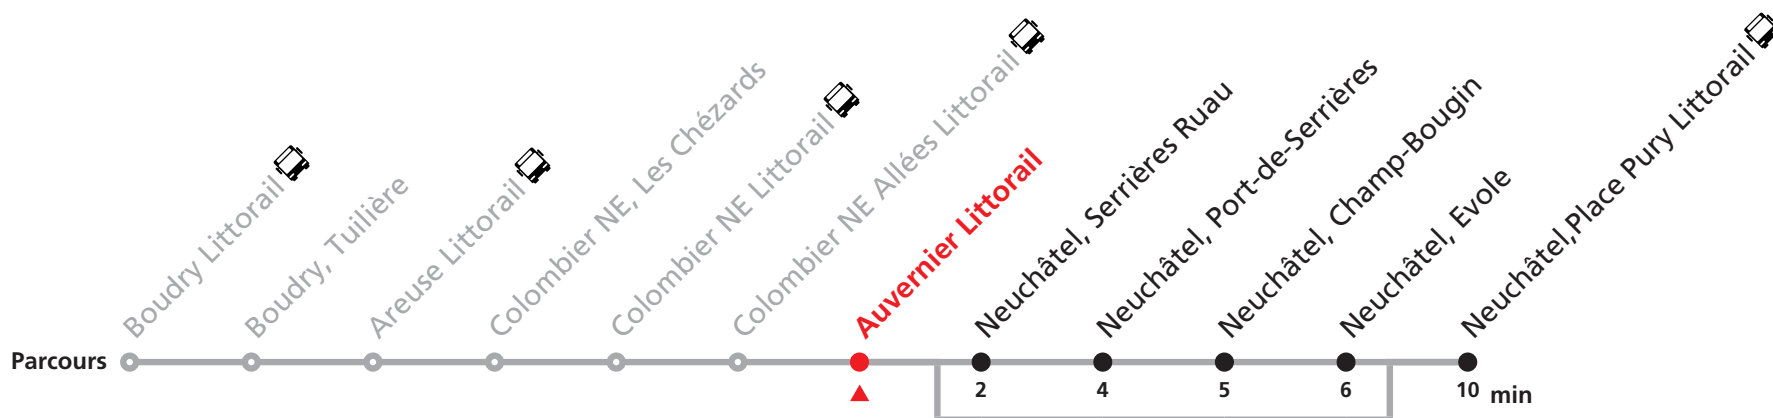 Boudry Littorail
Boudry, Tuilière
Areuse Littorail
Colombier NE, Les Chézards
Colombier NE Littorail
Colombier NE Allées Littorail
Auvernier Littorail
Neuchâtel, Serrières Ruau
Neuchâtel, Port-de-Serrières
Neuchâtel, Champ-Bougin
Neuchâtel, Evole
Neuchâtel,Place Pury Littorail
Parcours
2 4 5 6 10 min